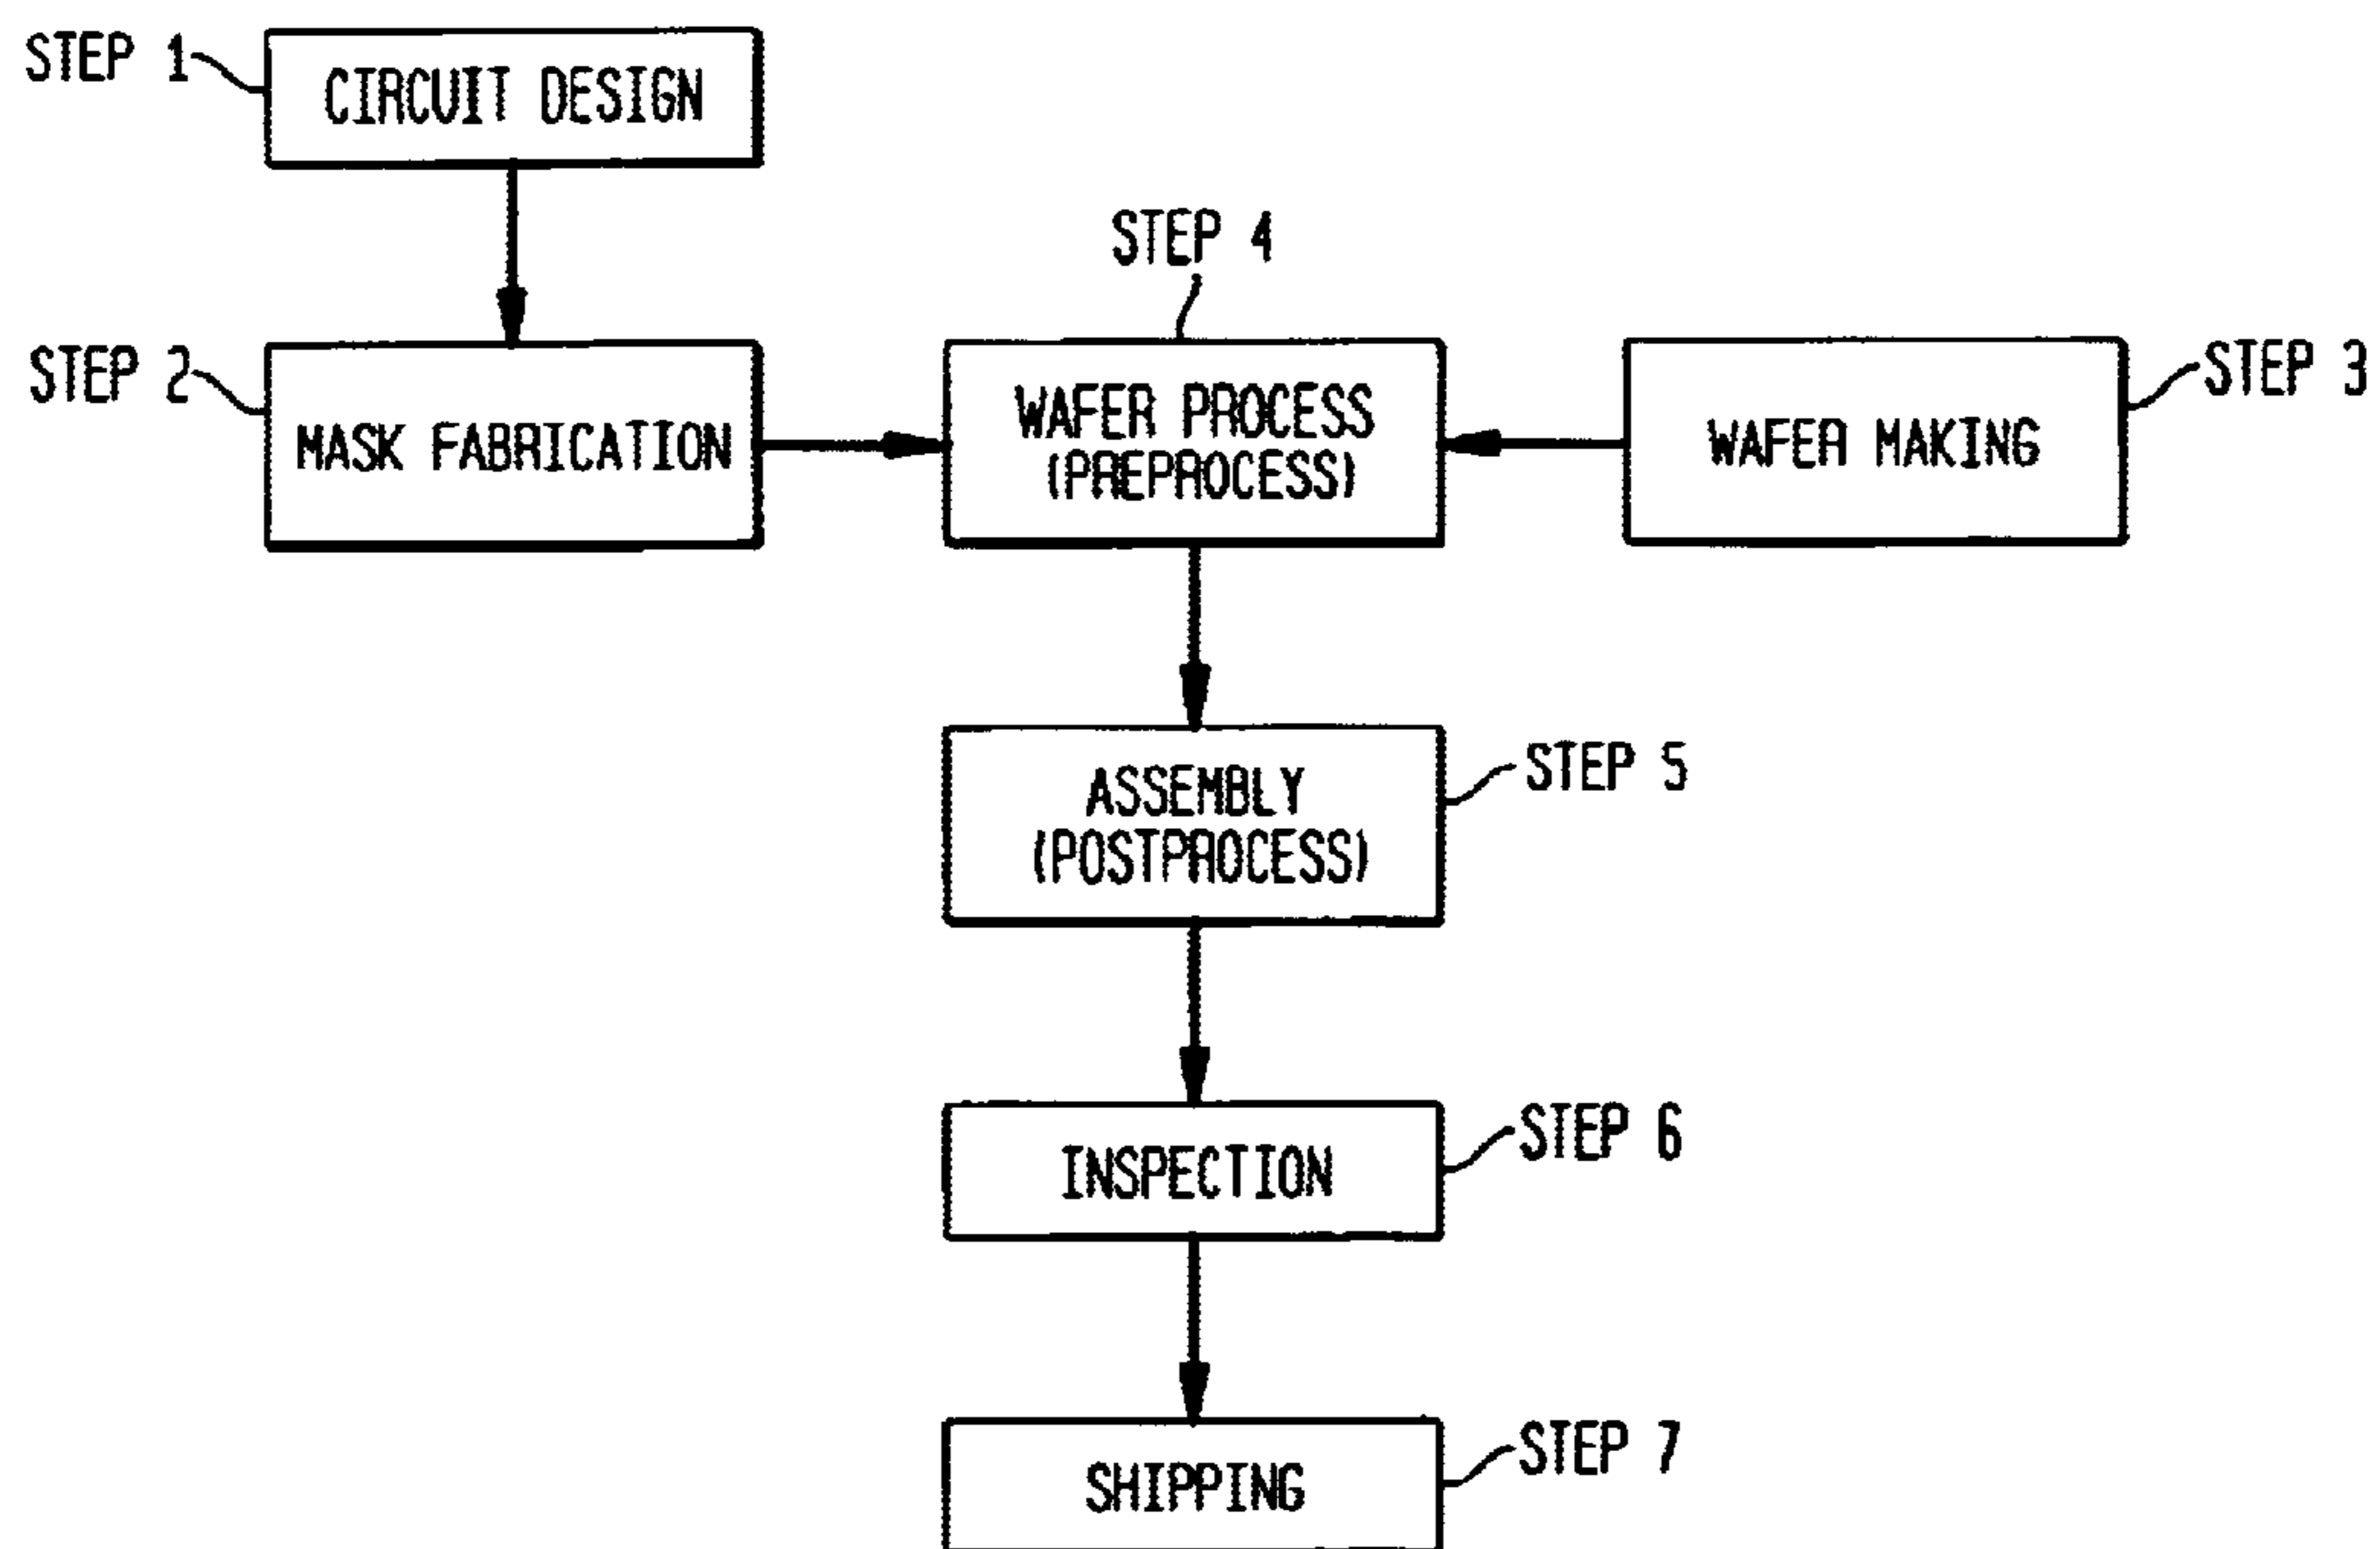 STEP 1
CIRCUIT DESIGN
STEP 4
STEP 2
MASK FABRICATION
WAFER PROCESS
(PREPROCESS)
WAFER MAKING
STEP 3
ASSEMBLY
(POSTPROCESS)
STEP 5
INSPECTION
STEP 6
SHIPPING
STEP 7